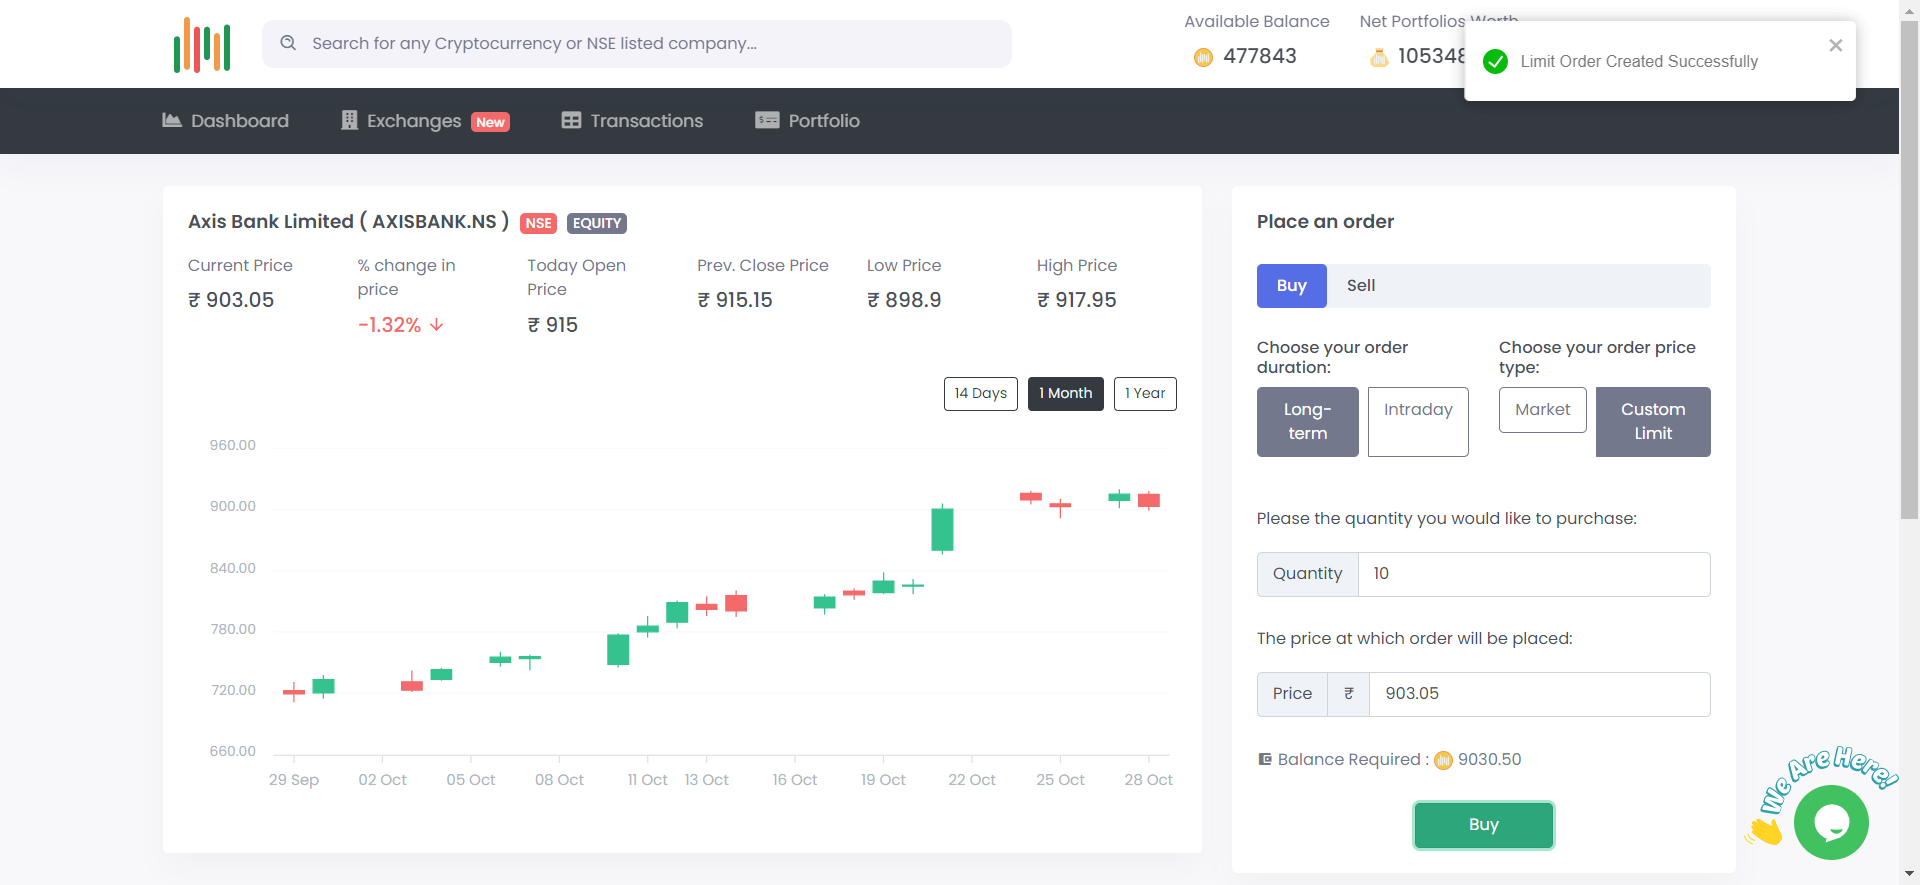 Search for any Cryptocurrency or NSE listed company...
Available Balance
477843
Net Portfolios Worth
105348
Limit Order Created Successfully
Dashboard
Exchanges New
Transactions
Portfolio
Axis Bank Limited ( AXISBANK.NS ) NSE EQUITY
Current Price
₹ 903.05
% change in
price
-1.32%
Today Open
Price
₹ 915
Prev. Close Price
₹ 915.15
Low Price
₹ 898.9
High Price
₹ 917.95
14 Days
1 Month
1 Year
960.00
900.00
840.00
780.00
720.00
660.00
29 Sep
02 Oct
05 Oct
08 Oct
11 Oct
13 Oct
16 Oct
19 Oct
22 Oct
25 Oct
28 Oct
Place an order
Buy
Sell
Choose your order
duration:
Long-
term
Intraday
Choose your order price
type:
Market
Custom
Limit
Please the quantity you would like to purchase:
Quantity
10
The price at which order will be placed:
Price
₹
903.05
Balance Required : 9030.50
Buy
We Are Here!